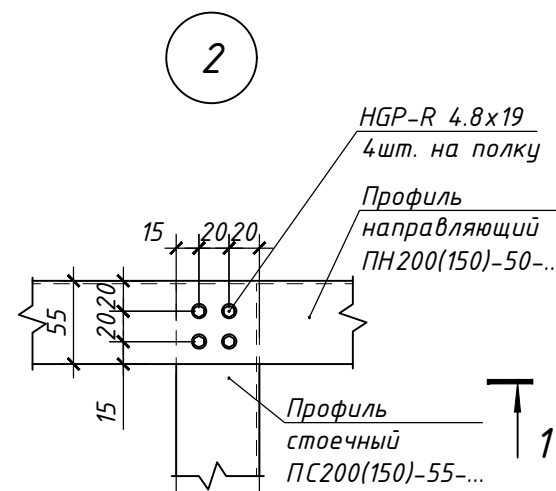 2
HGP-R 4.8x19
4шт. на полку
Профиль
направляющий
ПН200(150)-50-...
15 20 20
55
20
20
15
Профиль
стоечный
ПС200(150)-55-...
1